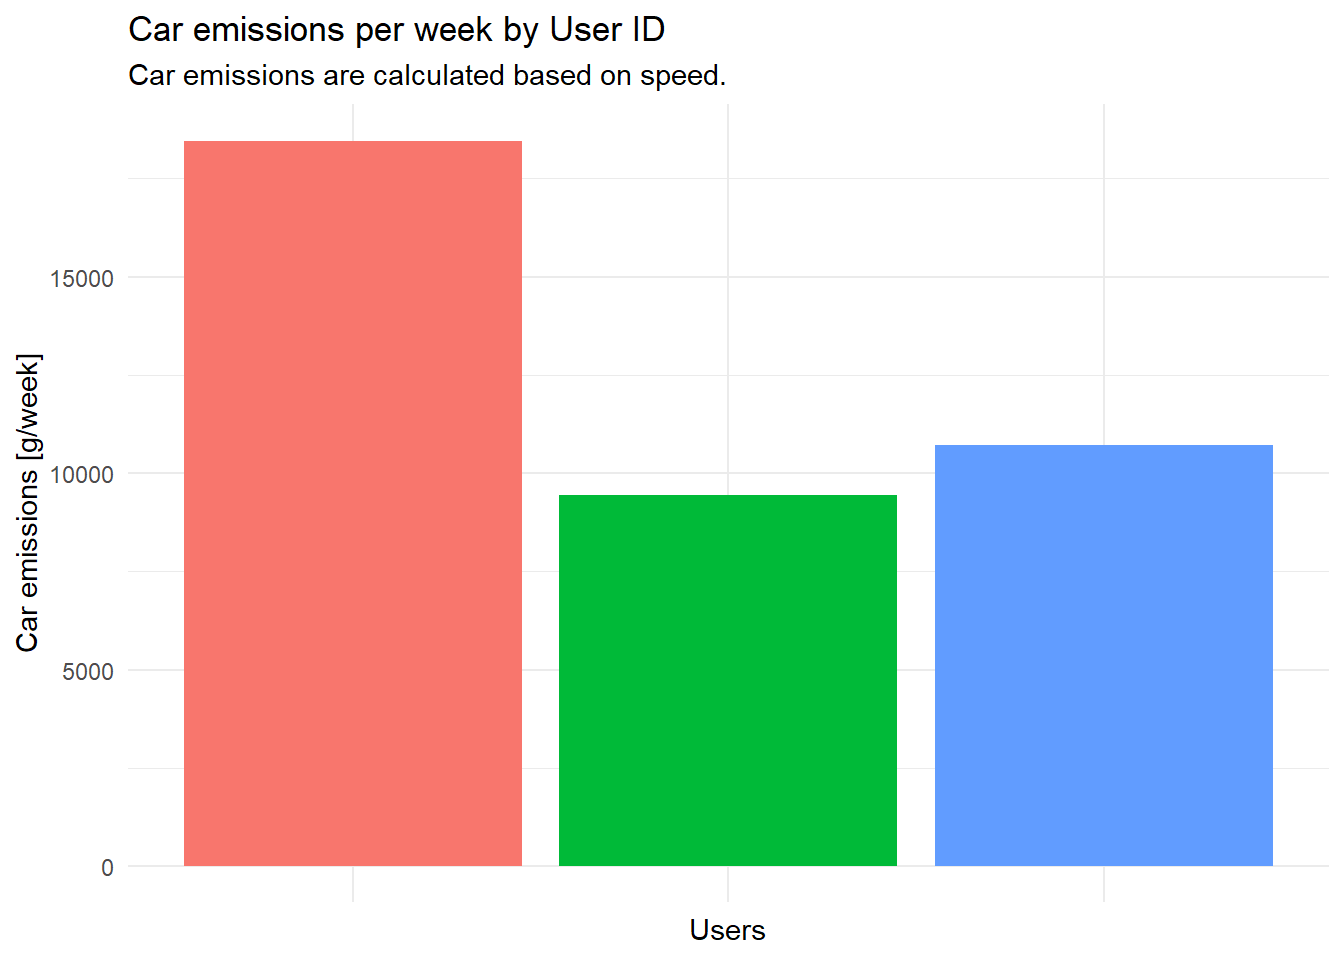 Car emissions per week by User ID
Car emissions are calculated based on speed.
Car emissions [g/week]
15000
10000
5000
0
Users